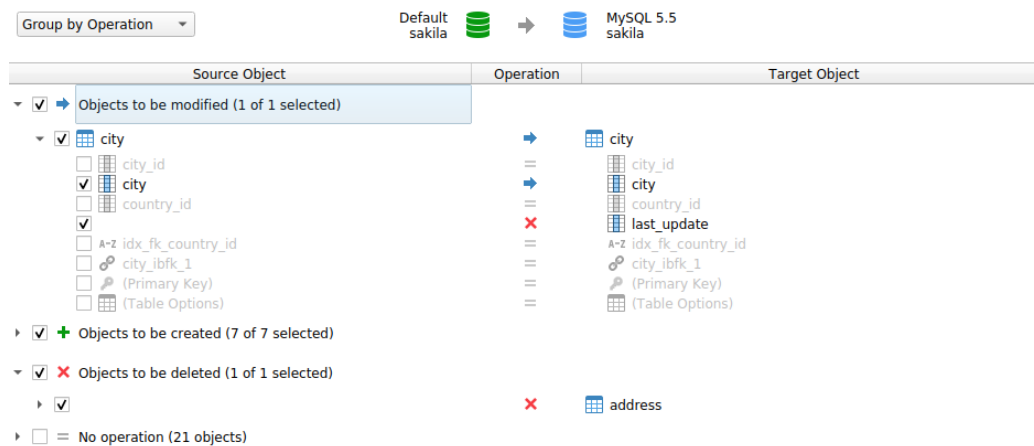 Group by Operation
Default
sakila
MySQL 5.5
sakila
Source Object Operation Target Object
Objects to be modified (1 of 1 selected)
city city
city_id = city_id
city city
country_id = country_id
last_update
A-Z idx_fk_country_id = A-Z idx_fk_country_id
city_ibfk_1 = city_ibfk_1
(Primary Key) = (Primary Key)
(Table Options) = (Table Options)
Objects to be created (7 of 7 selected)
Objects to be deleted (1 of 1 selected)
address
= No operation (21 objects)